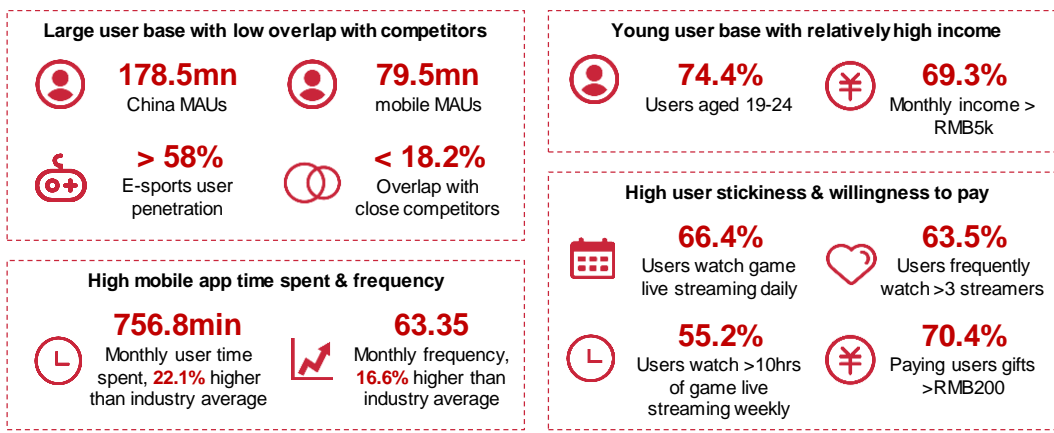 Large user base with low overlap with competitors
178.5mn
China MAUs
79.5mn
mobile MAUs
> 58%
E-sports user
penetration
< 18.2%
Overlap with
close competitors
High mobile app time spent & frequency
756.8min
Monthly user time
spent, 22.1% higher
than industry average
63.35
Monthly frequency,
16.6% higher than
industry average
Young user base with relatively high income
74.4%
Users aged 19-24
¥
69.3%
Monthly income >
RMB5k
High user stickiness & willingness to pay
66.4%
Users watch game
live streaming daily
63.5%
Users frequently
watch >3 streamers
55.2%
Users watch >10hrs
of game live
streaming weekly
¥
70.4%
Paying users gifts
>RMB200